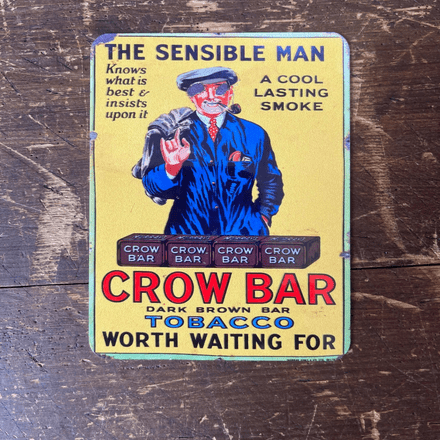 THE SENSIBLE MAN
Knows
what is
best &
insists
upon it
A COOL
LASTING
SMOKE
CROW BAR
CROW BAR
CROW BAR
CROW BAR
CROW BAR
DARK BROWN BAR
TOBACCO
WORTH WAITING FOR